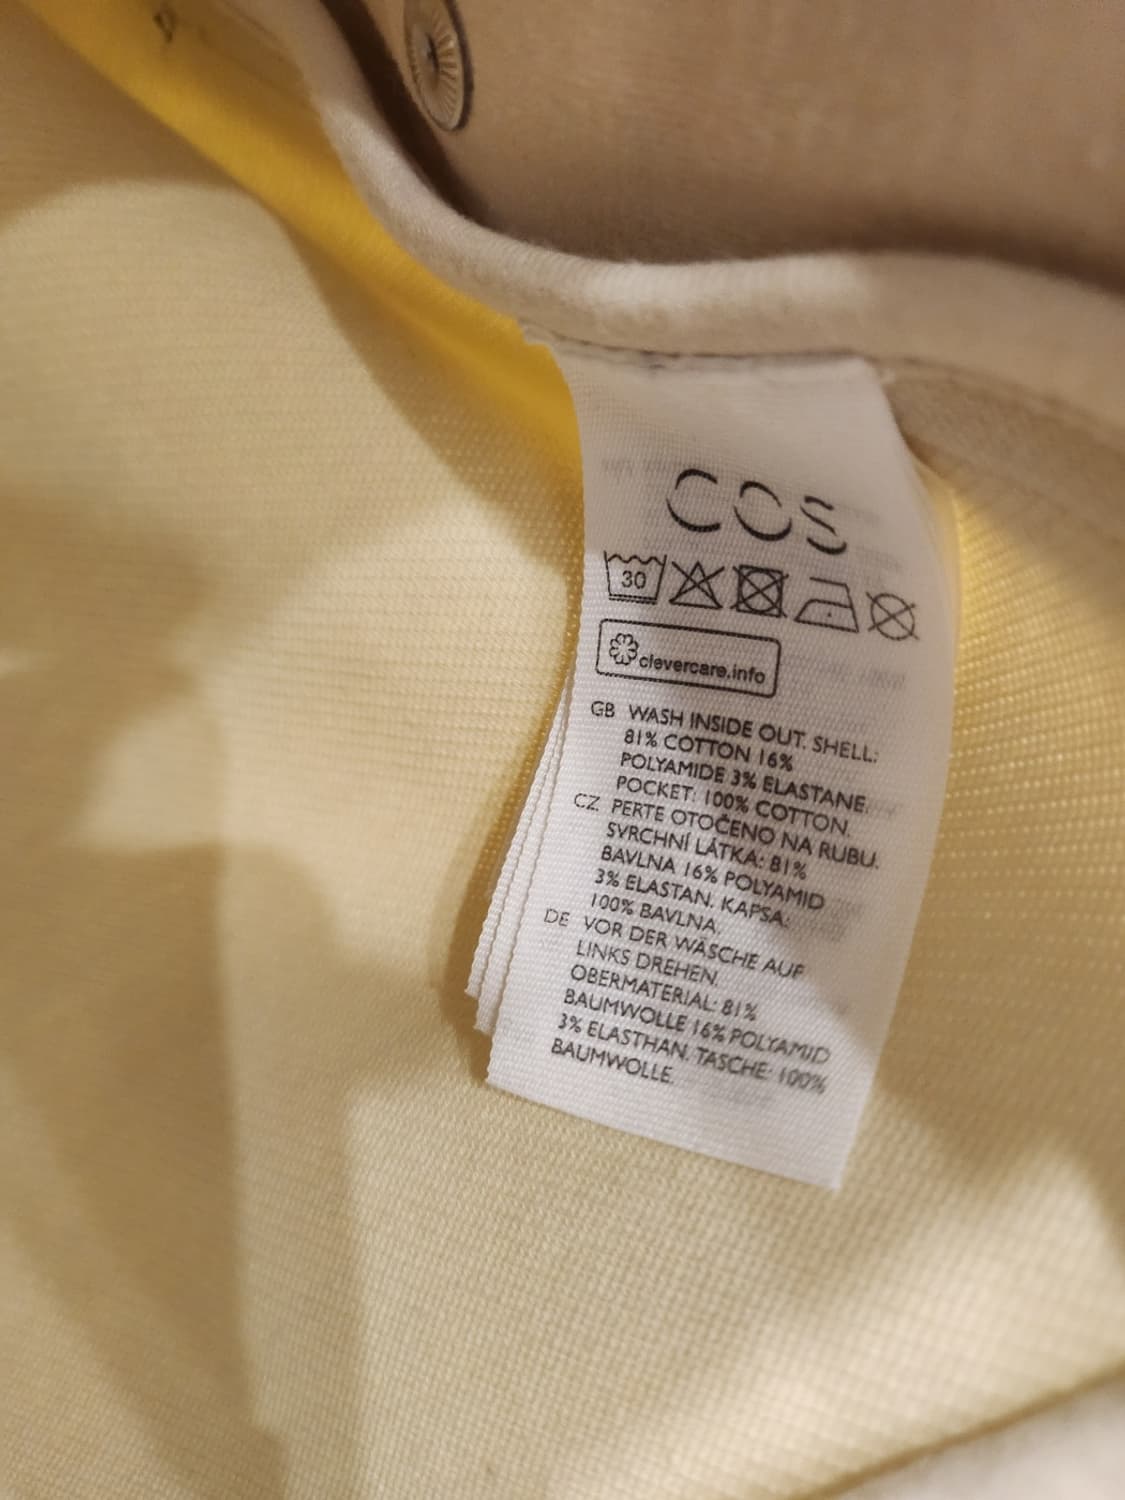 COS
30
clevercare.info
GB WASH INSIDE OUT. SHELL:
81% COTTON 16%
POLYAMIDE 3% ELASTANE.
POCKET: 100% COTTON.
CZ PERTE OTOČENO NA RUBU.
SVRCHNÍ LÁTKA: 81%
BAVLNA 16% POLYAMID
3% ELASTAN. KAPSA:
100% BAVLNA.
DE VOR DER WÄSCHE AUF
LINKS DREHEN.
OBERMATERIAL: 81%
BAUMWOLLE 16% POLYAMID
3% ELASTHAN. TASCHE: 100%
BAUMWOLLE.